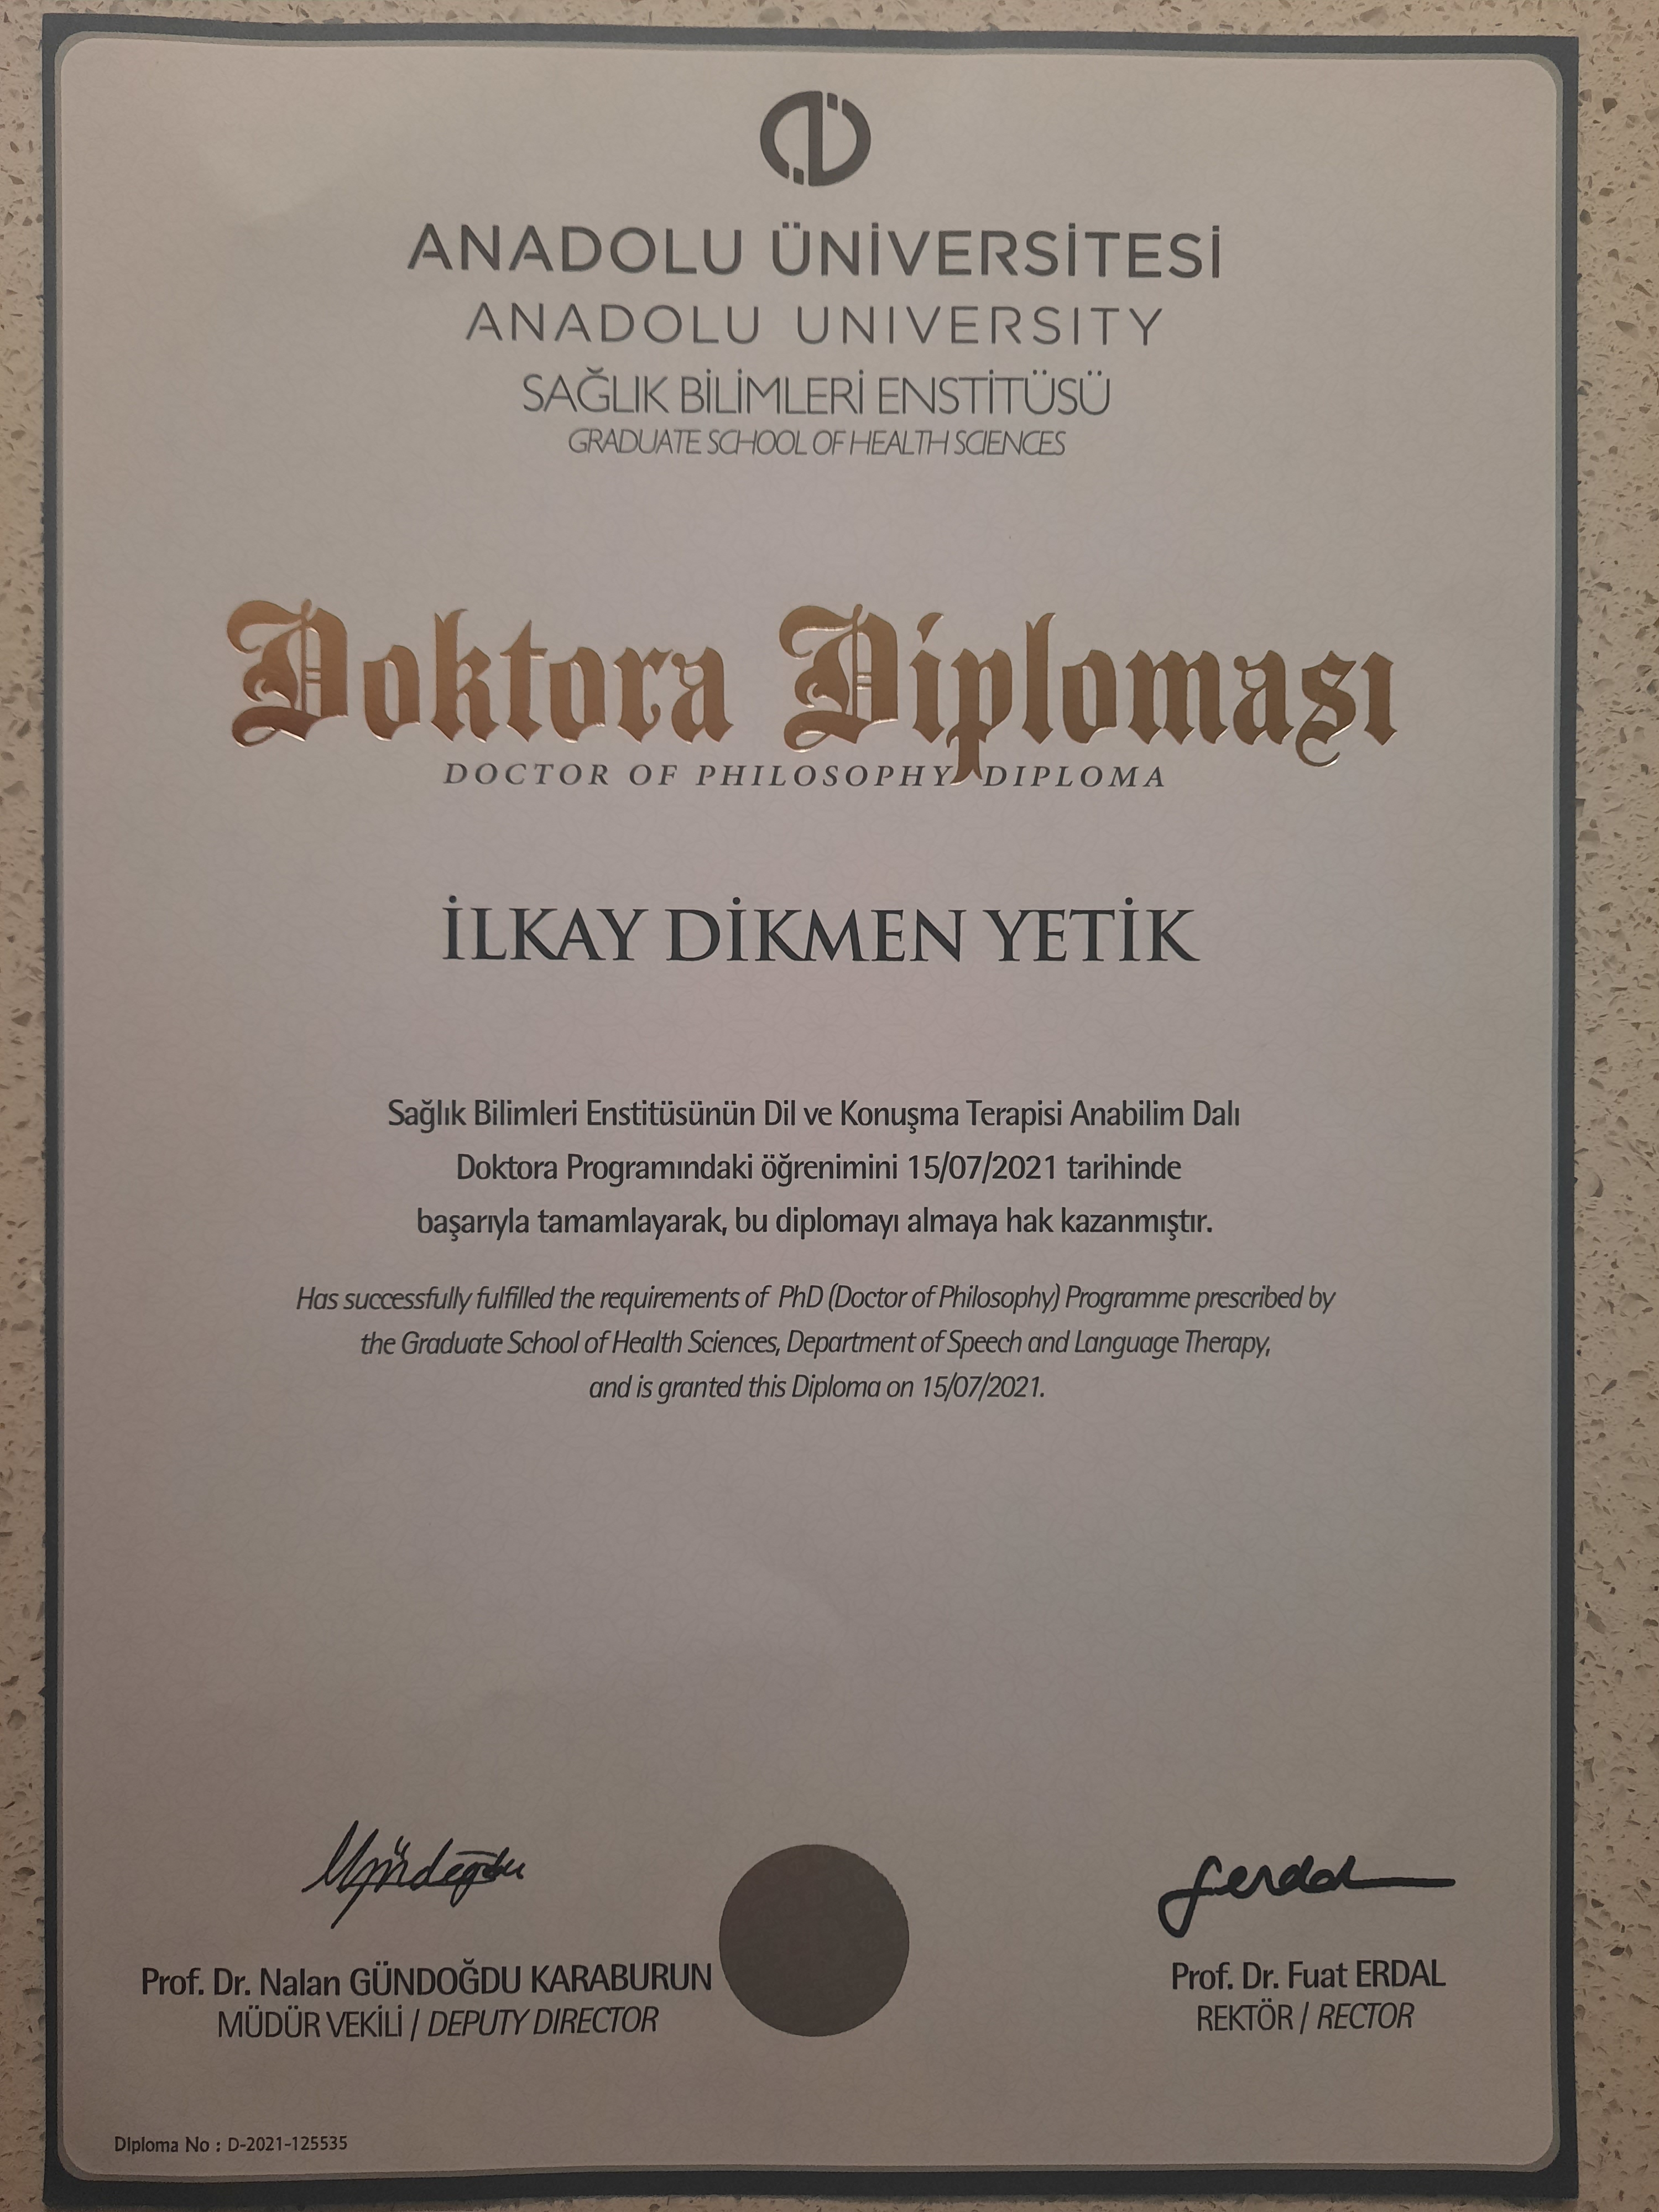 ANADOLU ÜNİVERSİTESİ
ANADOLU UNIVERSITY
SAĞLIK BİLİMLERİ ENSTİTÜSÜ
GRADUATE SCHOOL OF HEALTH SCIENCES
Doktora Diploması
DOCTOR OF PHILOSOPHY DIPLOMA
İLKAY DİKMEN YETİK
Sağlık Bilimleri Enstitüsünün Dil ve Konuşma Terapisi Anabilim Dalı
Doktora Programındaki öğrenimini 15/07/2021 tarihinde
başarıyla tamamlayarak, bu diplomayı almaya hak kazanmıştır.
Has successfully fulfilled the requirements of PhD (Doctor of Philosophy) Programme prescribed by
the Graduate School of Health Sciences, Department of Speech and Language Therapy,
and is granted this Diploma on 15/07/2021.
Prof. Dr. Nalan GÜNDOĞDU KARABURUN
MÜDÜR VEKİLİ / DEPUTY DIRECTOR
Prof. Dr. Fuat ERDAL
REKTÖR / RECTOR
Diploma No : D-2021-125535